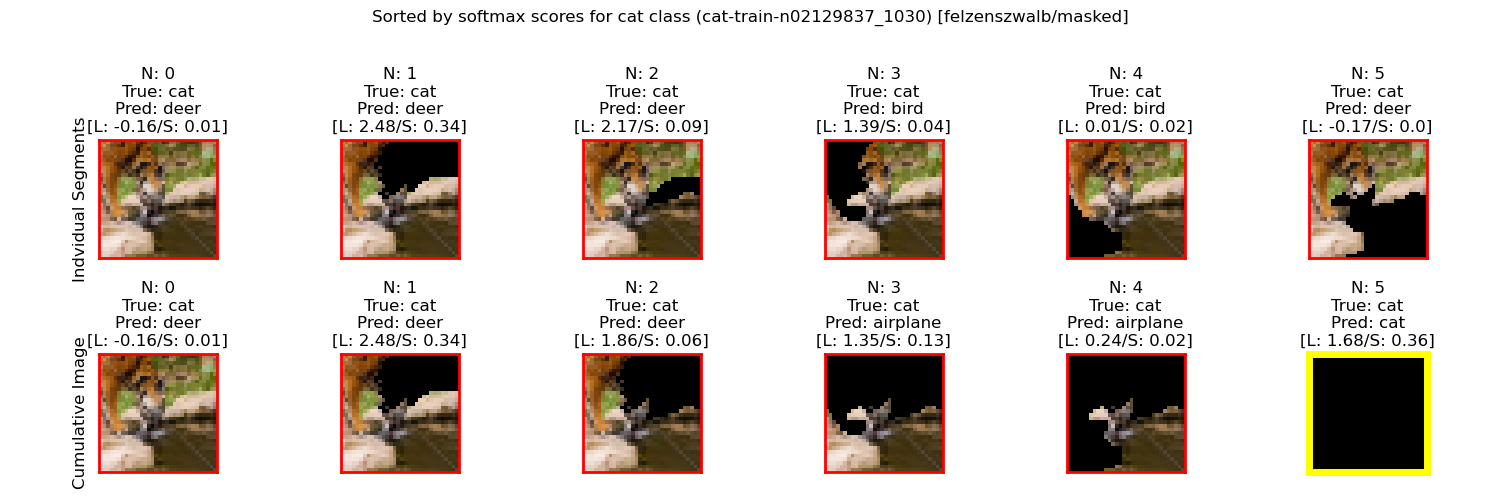 Sorted by softmax scores for cat class (cat-train-n02129837_1030) [felzenszwalb/masked]
Indvidual Segments
N: 0
True: cat
Pred: deer
[L: -0.16/S: 0.01]
N: 1
True: cat
Pred: deer
[L: 2.48/S: 0.34]
N: 2
True: cat
Pred: deer
[L: 2.17/S: 0.09]
N: 3
True: cat
Pred: bird
[L: 1.39/S: 0.04]
N: 4
True: cat
Pred: bird
[L: 0.01/S: 0.02]
N: 5
True: cat
Pred: deer
[L: -0.17/S: 0.0]
Cumulative Image
N: 0
True: cat
Pred: deer
[L: -0.16/S: 0.01]
N: 1
True: cat
Pred: deer
[L: 2.48/S: 0.34]
N: 2
True: cat
Pred: deer
[L: 1.86/S: 0.06]
N: 3
True: cat
Pred: airplane
[L: 1.35/S: 0.13]
N: 4
True: cat
Pred: airplane
[L: 0.24/S: 0.02]
N: 5
True: cat
Pred: cat
[L: 1.68/S: 0.36]